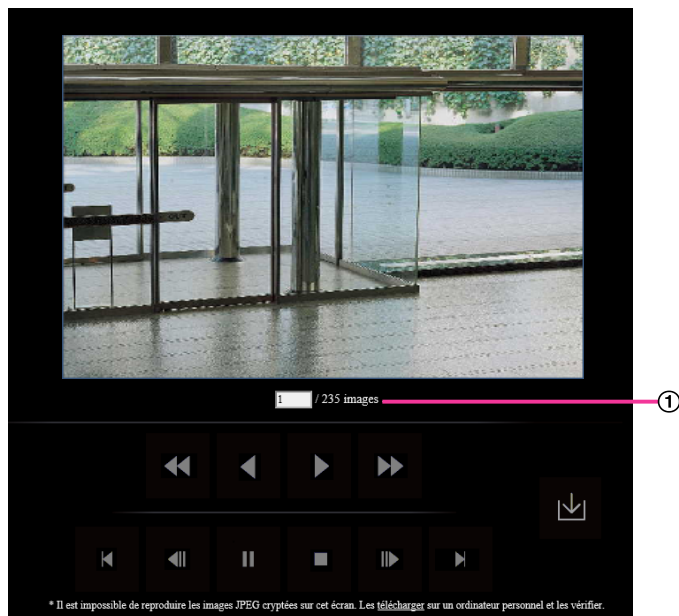 1 / 235 images
①
* Il est impossible de reproduire les images JPEG cryptées sur cet écran. Les télécharger sur un ordinateur personnel et les vérifier.